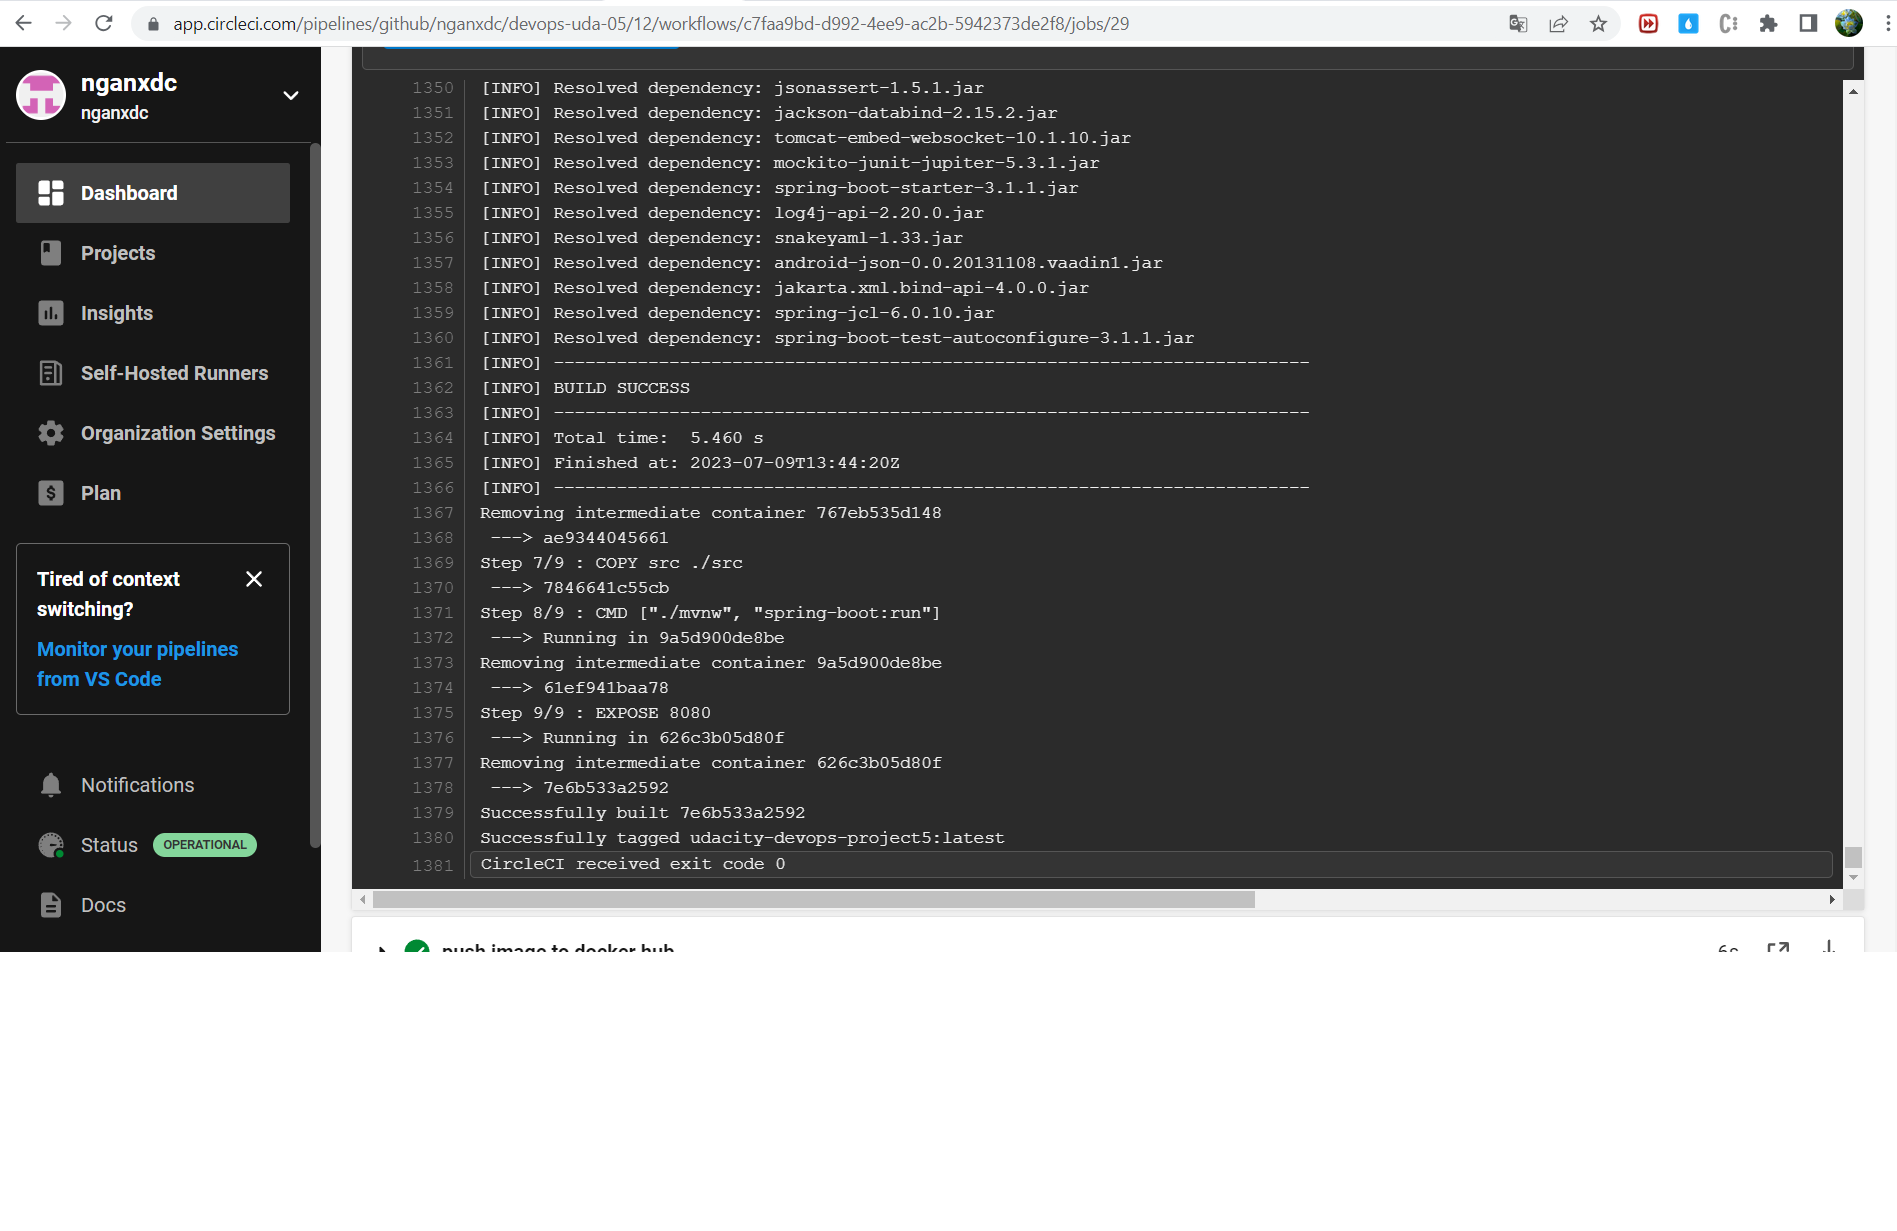 app.circleci.com/pipelines/github/nganxdc/devops-uda-05/12/workflows/c7faa9bd-d992-4ee9-ac2b-5942373de2f8/jobs/29
nganxdc
nganxdc
Dashboard
Projects
Insights
Self-Hosted Runners
Organization Settings
Plan
Tired of context
switching?
Monitor your pipelines
from VS Code
Notifications
Status OPERATIONAL
Docs
1350 [INFO] Resolved dependency: jsonassert-1.5.1.jar
1351 [INFO] Resolved dependency: jackson-databind-2.15.2.jar
1352 [INFO] Resolved dependency: tomcat-embed-websocket-10.1.10.jar
1353 [INFO] Resolved dependency: mockito-junit-jupiter-5.3.1.jar
1354 [INFO] Resolved dependency: spring-boot-starter-3.1.1.jar
1355 [INFO] Resolved dependency: log4j-api-2.20.0.jar
1356 [INFO] Resolved dependency: snakeyaml-1.33.jar
1357 [INFO] Resolved dependency: android-json-0.0.20131108.vaadin1.jar
1358 [INFO] Resolved dependency: jakarta.xml.bind-api-4.0.0.jar
1359 [INFO] Resolved dependency: spring-jcl-6.0.10.jar
1360 [INFO] Resolved dependency: spring-boot-test-autoconfigure-3.1.1.jar
1361 [INFO] ------------------------------------------------------------------------
1362 [INFO] BUILD SUCCESS
1363 [INFO] ------------------------------------------------------------------------
1364 [INFO] Total time:  5.460 s
1365 [INFO] Finished at: 2023-07-09T13:44:20Z
1366 [INFO] ------------------------------------------------------------------------
1367 Removing intermediate container 767eb535d148
1368 ---> ae9344045661
1369 Step 7/9 : COPY src ./src
1370 ---> 7846641c55cb
1371 Step 8/9 : CMD ["./mvnw", "spring-boot:run"]
1372 ---> Running in 9a5d900de8be
1373 Removing intermediate container 9a5d900de8be
1374 ---> 61ef941baa78
1375 Step 9/9 : EXPOSE 8080
1376 ---> Running in 626c3b05d80f
1377 Removing intermediate container 626c3b05d80f
1378 ---> 7e6b533a2592
1379 Successfully built 7e6b533a2592
1380 Successfully tagged udacity-devops-project5:latest
1381 CircleCI received exit code 0
push image to docker hub 6s